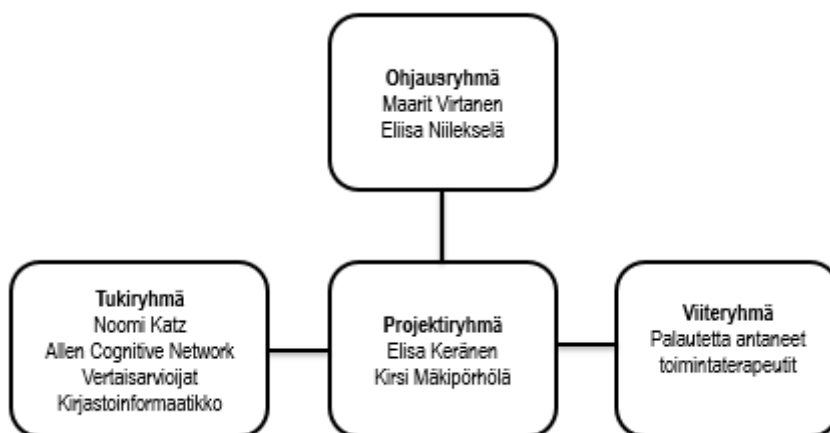 Ohjausryhmä
Maarit Virtanen
Eliisa Niilekselä
Tukiryhmä
Noomi Katz
Allen Cognitive Network
Vertaisarvioijat
Kirjastoinformaatikko
Projektiryhmä
Elisa Keränen
Kirsi Mäkipörhölä
Viiteryhmä
Palautetta antaneet
toimintaterapeutit